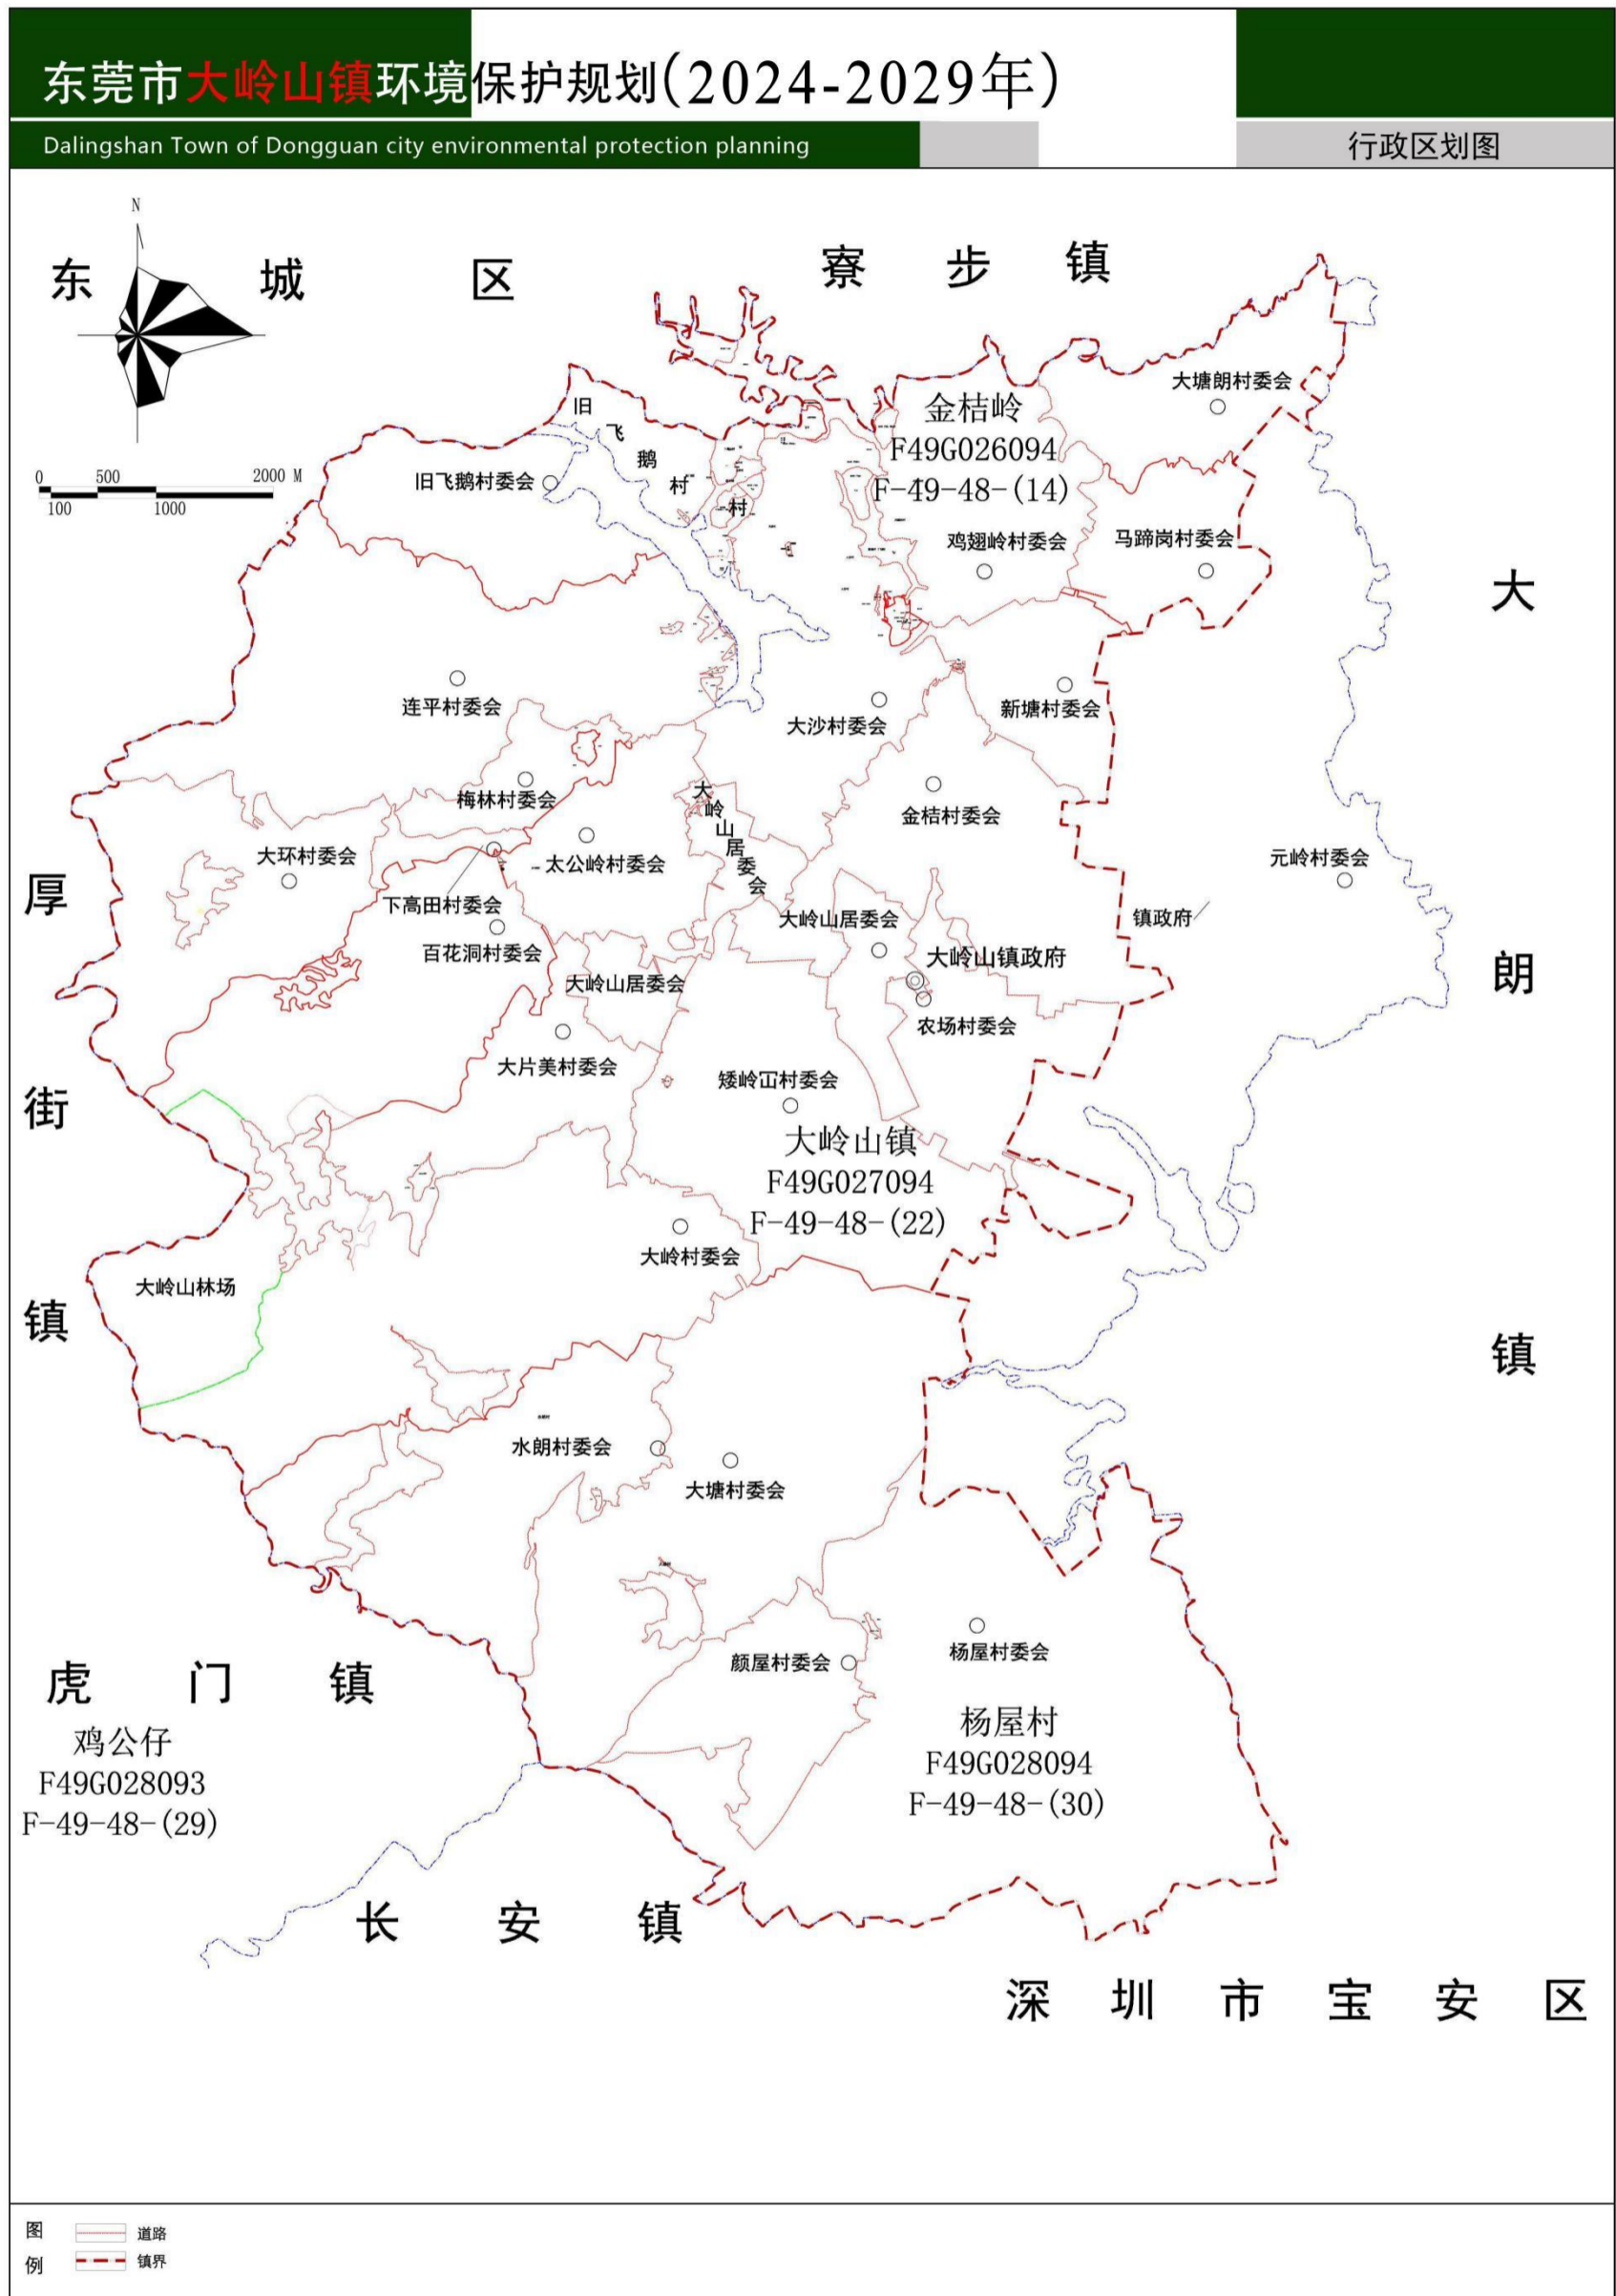 东莞市大岭山镇环境保护规划(2024-2029年)
Dalingshan Town of Dongguan city environmental protection planning
行政区划图
N
东城区
寮步镇
大塘朗村委会
旧飞鹅村
金桔岭
F49G026094
F-49-48-(14)
0 500 2000 M
100 1000
旧飞鹅村委会
村
鸡翅岭村委会
马蹄岗村委会
大朗镇
连平村委会
大沙村委会
新塘村委会
梅林村委会
大岭山居委会
金桔村委会
厚街镇
大环村委会
太公岭村委会
元岭村委会
下高田村委会
大岭山居委会
镇政府
百花洞村委会
大岭山镇政府
大岭山居委会
农场村委会
大片美村委会
矮岭冚村委会
大岭山镇
F49G027094
F-49-48-(22)
大岭村委会
大岭山林场
水朗村委会
大塘村委会
颜屋村委会
杨屋村委会
虎门镇
鸡公仔
F49G028093
F-49-48-(29)
杨屋村
F49G028094
F-49-48-(30)
长安镇
深圳市宝安区
图例
道路
镇界